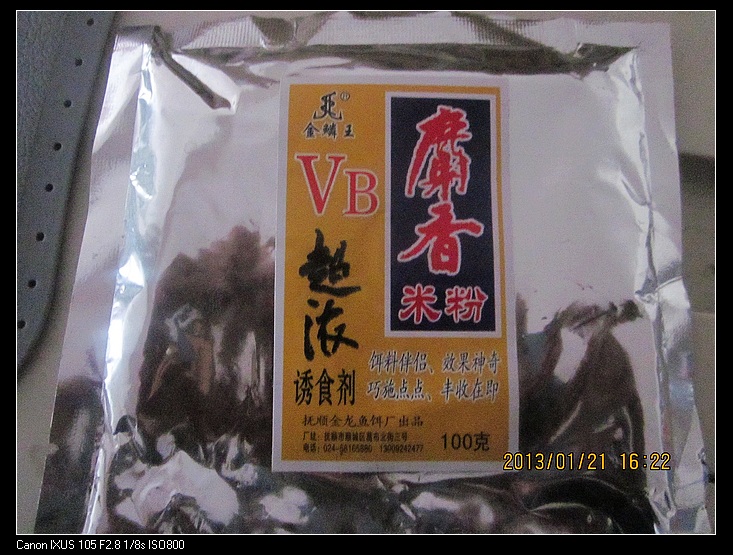 金鳞王
VB
超浓
诱食剂
麝香
米粉
饵料伴侣、效果神奇
巧施点点、丰收在即
抚顺金龙鱼饵厂出品
100克
2013/01/21 16:22
Canon IXUS 105 F2.8 1/8s ISO800